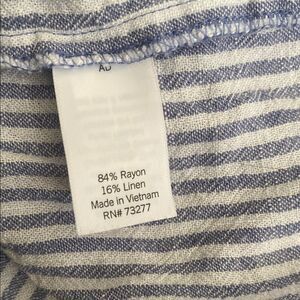 84% Rayon
16% Linen
Made in Vietnam
RN# 73277